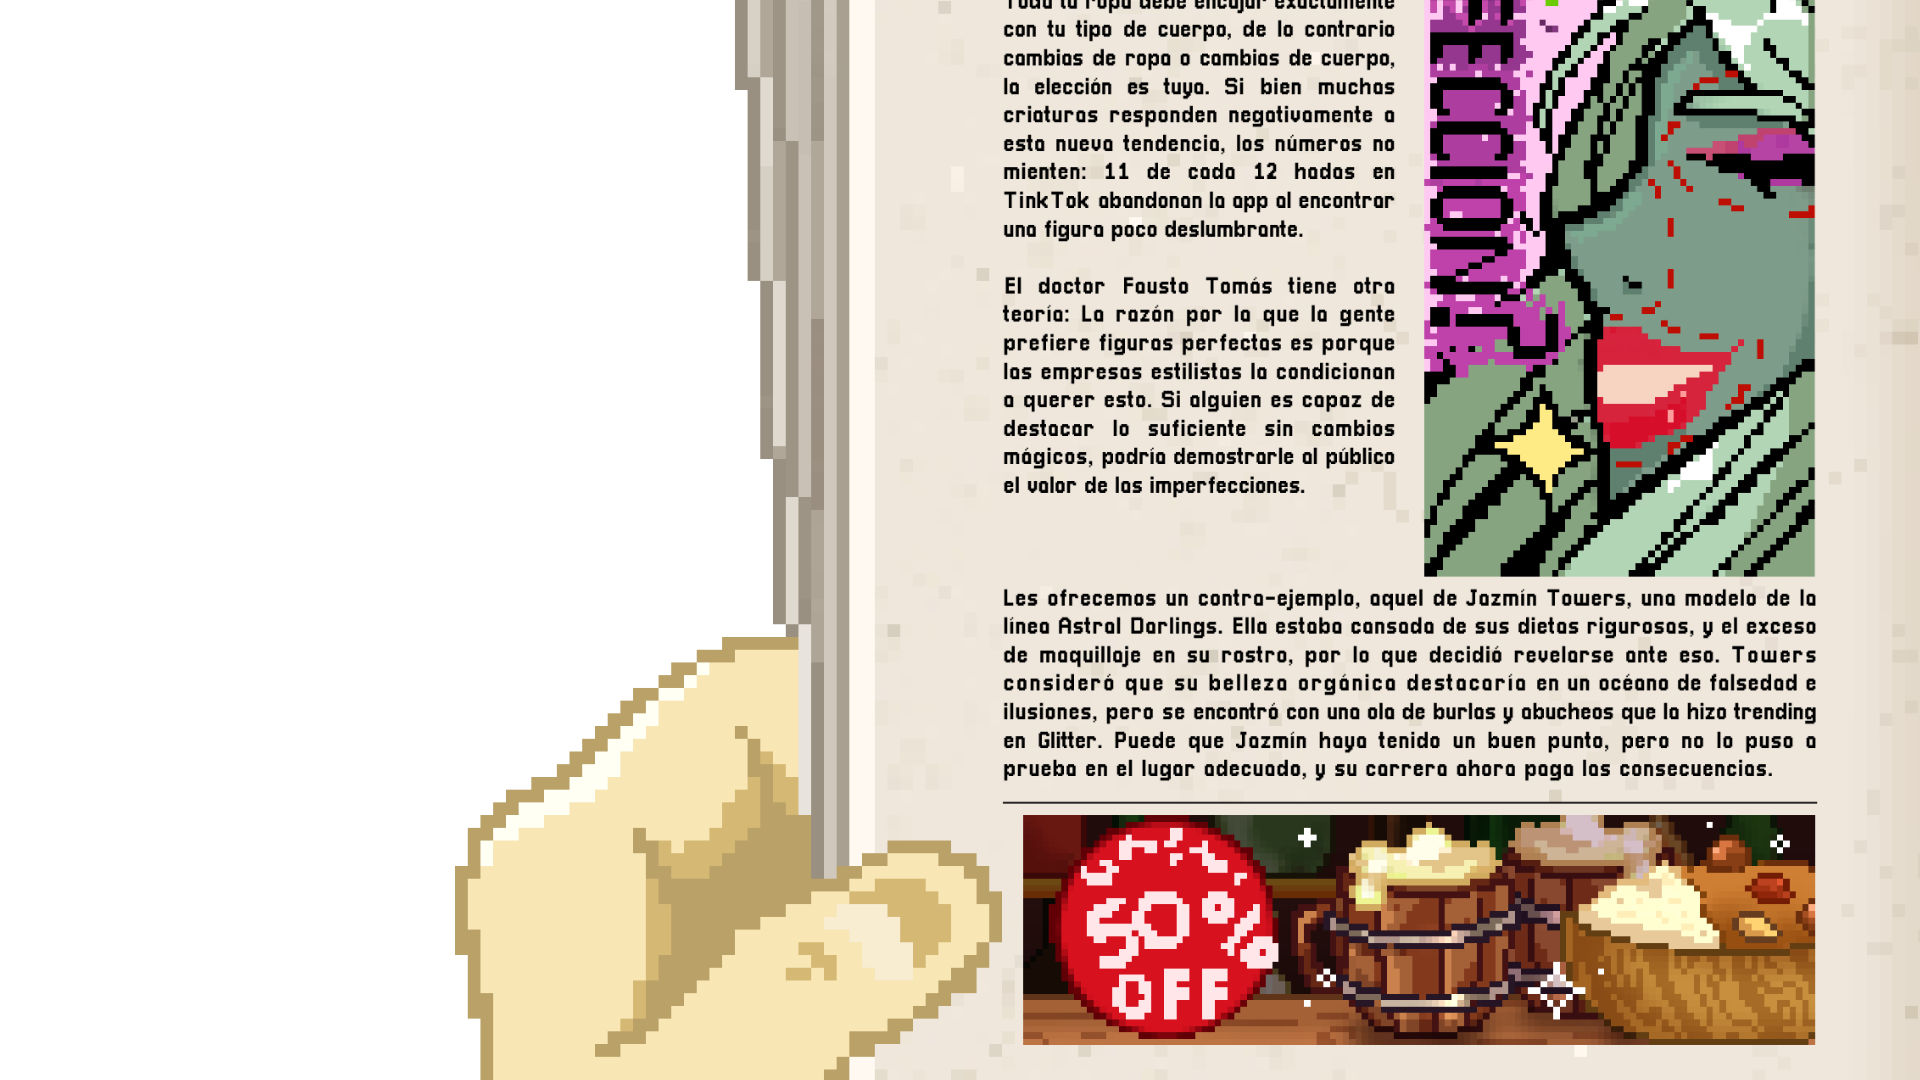 Toda tu ropa debe encajar exactamente
con tu tipo de cuerpo, de lo contrario
cambias de ropa o cambias de cuerpo,
la elección es tuya. Si bien muchas
criaturas responden negativamente a
esta nueva tendencia, los números no
mienten: 11 de cada 12 hadas en
TinkTok abandonan la app al encontrar
una figura poco deslumbrante.
El doctor Fausto Tomás tiene otra
teoría: La razón por la que la gente
prefiere figuras perfectas es porque
las empresas estilistas la condicionan
a querer esto. Si alguien es capaz de
destacar lo suficiente sin cambios
mágicos, podría demostrarle al público
el valor de las imperfecciones.
ECCIÓN?
Les ofrecemos un contra-ejemplo, aquel de Jazmín Towers, una modelo de la
línea Astral Darlings. Ella estaba cansada de sus dietas rigurosas, y el exceso
de maquillaje en su rostro, por lo que decidió revelarse ante eso. Towers
consideró que su belleza orgánica destacaría en un océano de falsedad e
ilusiones, pero se encontró con una ola de burlas y abucheos que la hizo trending
en Glitter. Puede que Jazmín haya tenido un buen punto, pero no lo puso a
prueba en el lugar adecuado, y su carrera ahora paga las consecuencias.
50%
OFF